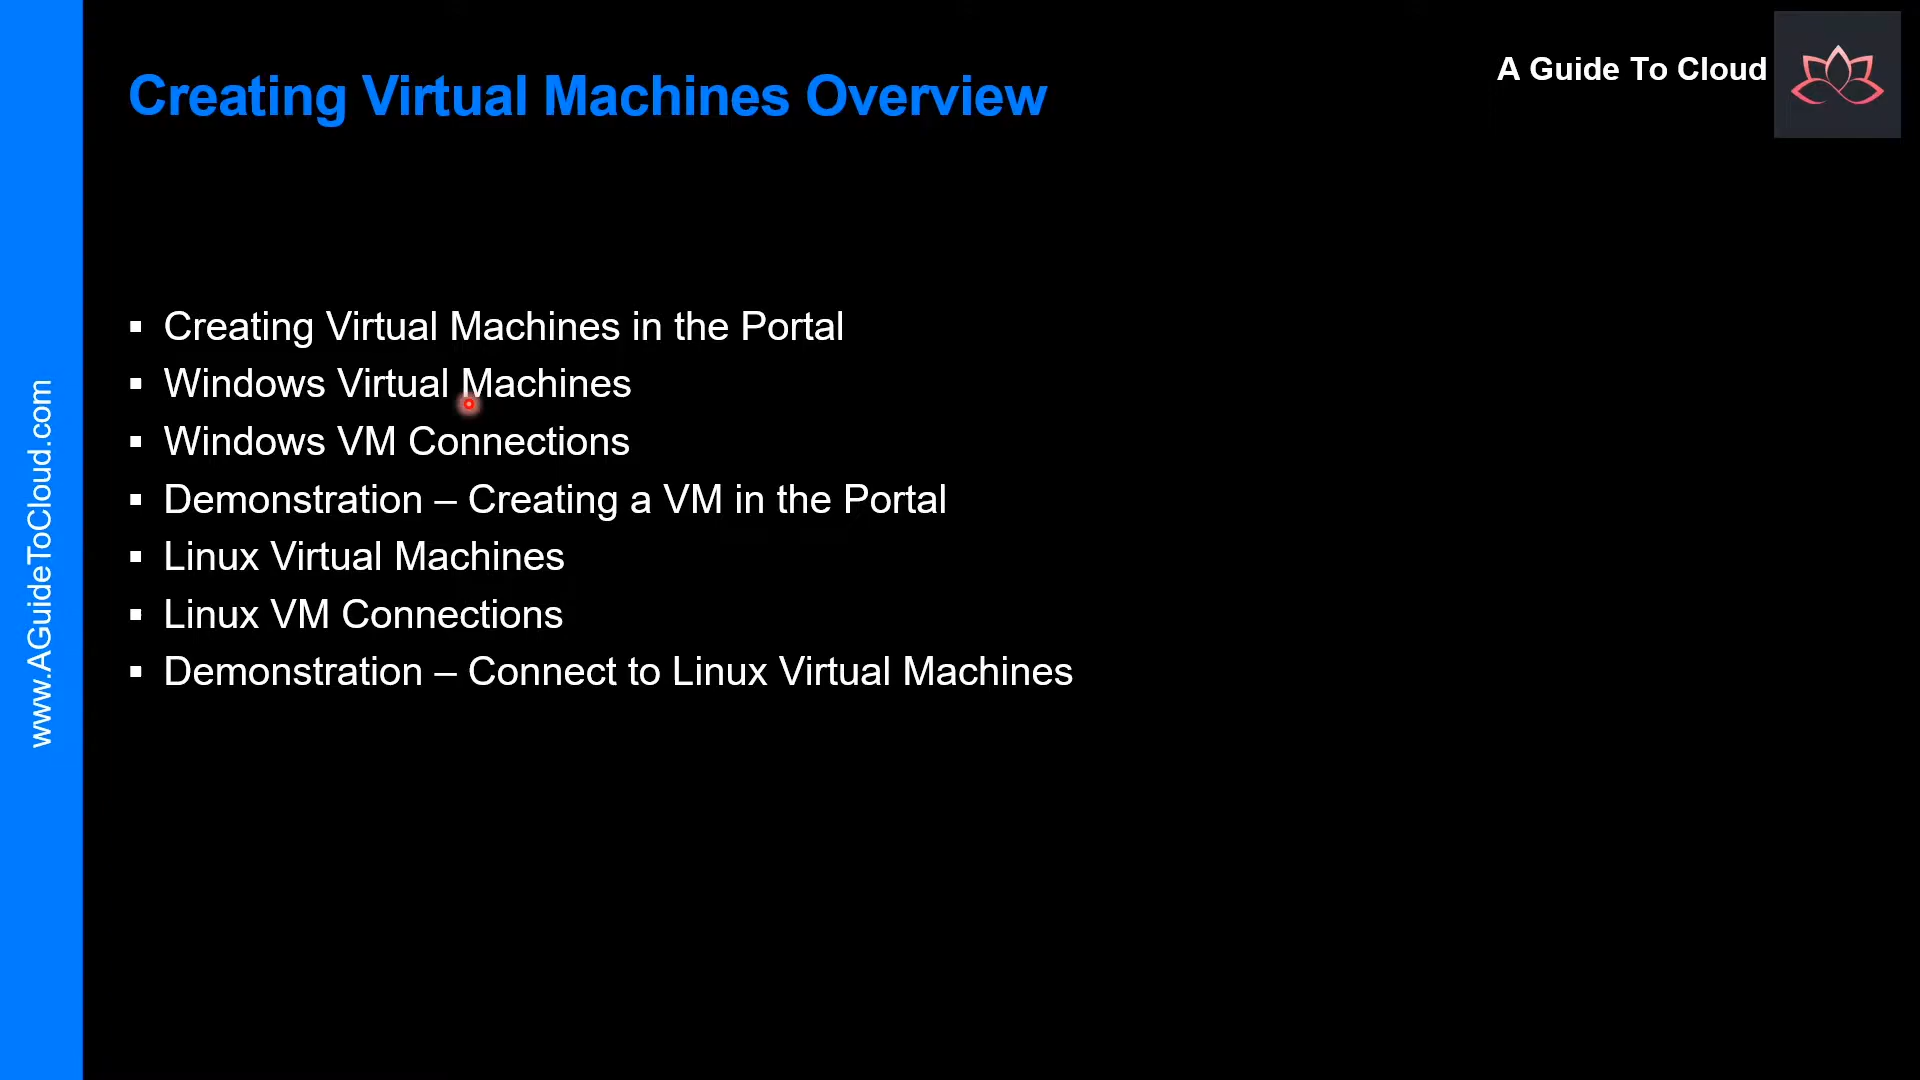 Creating Virtual Machines Overview
A Guide To Cloud
▪ Creating Virtual Machines in the Portal
▪ Windows Virtual Machines
▪ Windows VM Connections
▪ Demonstration – Creating a VM in the Portal
▪ Linux Virtual Machines
▪ Linux VM Connections
▪ Demonstration – Connect to Linux Virtual Machines
www.AGuideToCloud.com